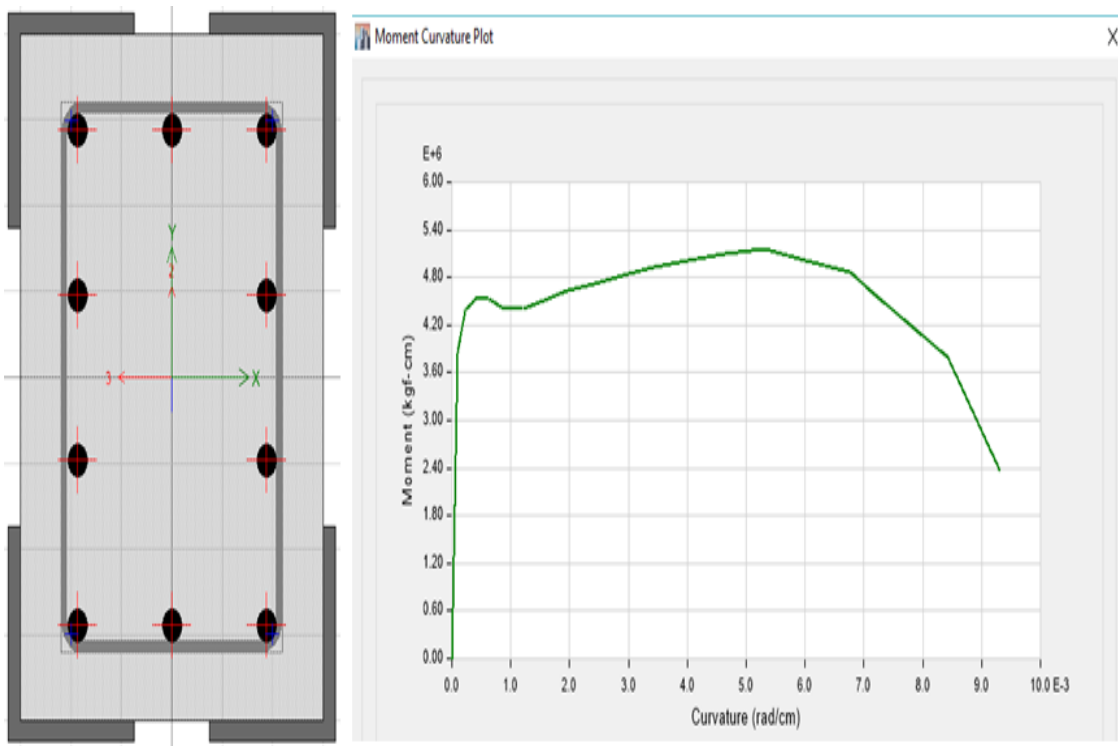 Moment Curvature Plot
X
Y
2
3
X
E+6
6.00
5.40
4.80
4.20
3.60
3.00
2.40
1.80
1.20
0.60
0.00
Moment (kgf-cm)
0.0 1.0 2.0 3.0 4.0 5.0 6.0 7.0 8.0 9.0 10.0 E-3
Curvature (rad/cm)